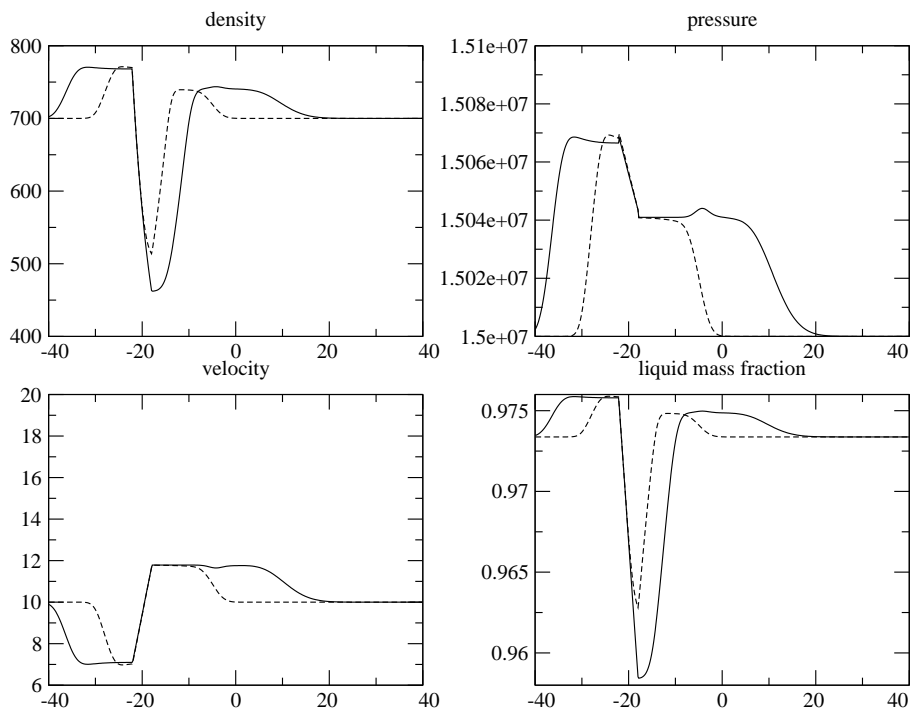 density
800
700
600
500
400
-40 -20 0 20 40
pressure
1.51e+07
1.508e+07
1.506e+07
1.504e+07
1.502e+07
1.5e+07
-40 -20 0 20 40
velocity
20
18
16
14
12
10
8
6
-40 -20 0 20 40
liquid mass fraction
0.975
0.97
0.965
0.96
-40 -20 0 20 40